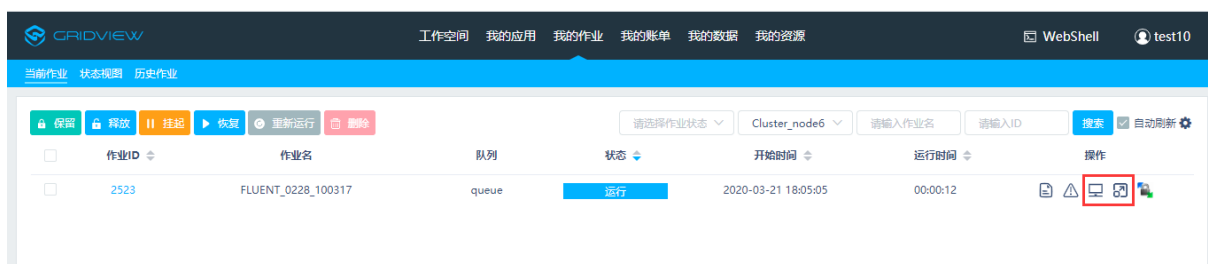 GRIDVIEW 工作空间 我的应用 我的作业 我的账单 我的数据 我的资源 WebShell test10
当前作业 状态视图 历史作业
保留 释放 挂起 恢复 重新运行 删除 请选择作业状态 Cluster_node6 请输入作业名 请输入ID 搜索 自动刷新
作业ID 作业名 队列 状态 开始时间 运行时间 操作
2523 FLUENT_0228_100317 queue 运行 2020-03-21 18:05:05 00:00:12